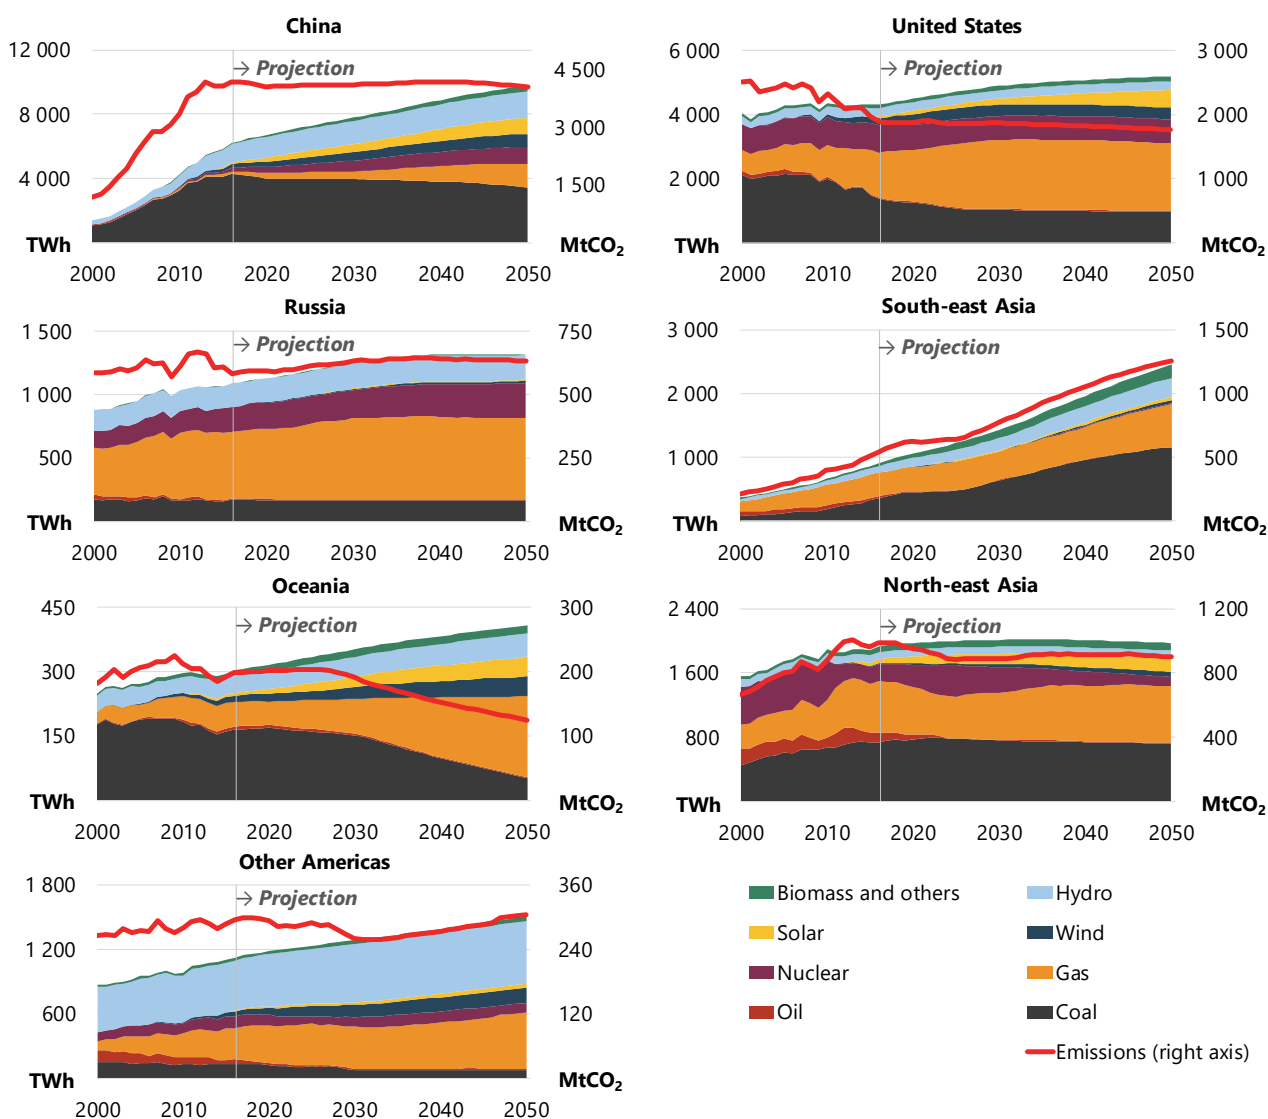 China
12 000
8 000
4 000
TWh
4 500
3 000
1 500
MtCO2
Projection
2000 2010 2020 2030 2040 2050
United States
6 000
4 000
2 000
TWh
3 000
2 000
1 000
MtCO2
Projection
2000 2010 2020 2030 2040 2050
Russia
1 500
1 000
500
TWh
750
500
250
MtCO2
Projection
2000 2010 2020 2030 2040 2050
South-east Asia
3 000
2 000
1 000
TWh
1 500
1 000
500
MtCO2
Projection
2000 2010 2020 2030 2040 2050
Oceania
450
300
150
TWh
300
200
100
MtCO2
Projection
2000 2010 2020 2030 2040 2050
North-east Asia
2 400
1 600
800
TWh
1 200
800
400
MtCO2
Projection
2000 2010 2020 2030 2040 2050
Other Americas
1 800
1 200
600
TWh
360
240
120
MtCO2
Projection
2000 2010 2020 2030 2040 2050
Biomass and others
Hydro
Solar
Wind
Nuclear
Gas
Oil
Coal
Emissions (right axis)